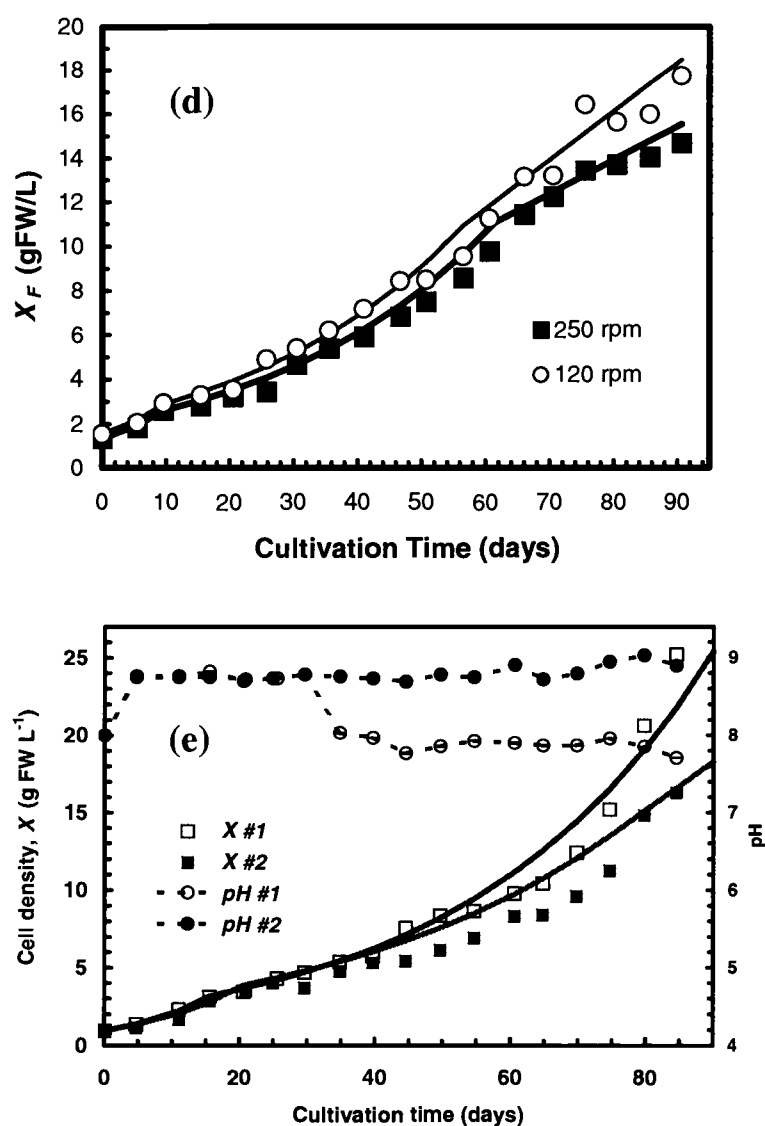 20
18
16
14
12
10
8
6
4
2
0
X_F (gFW/L)
(d)
250 rpm
120 rpm
0 10 20 30 40 50 60 70 80 90
Cultivation Time (days)
25
20
15
10
5
0
Cell density, X (g FW L⁻¹)
(e)
X #1
X #2
pH #1
pH #2
9
8
7
6
5
4
pH
0 20 40 60 80
Cultivation time (days)